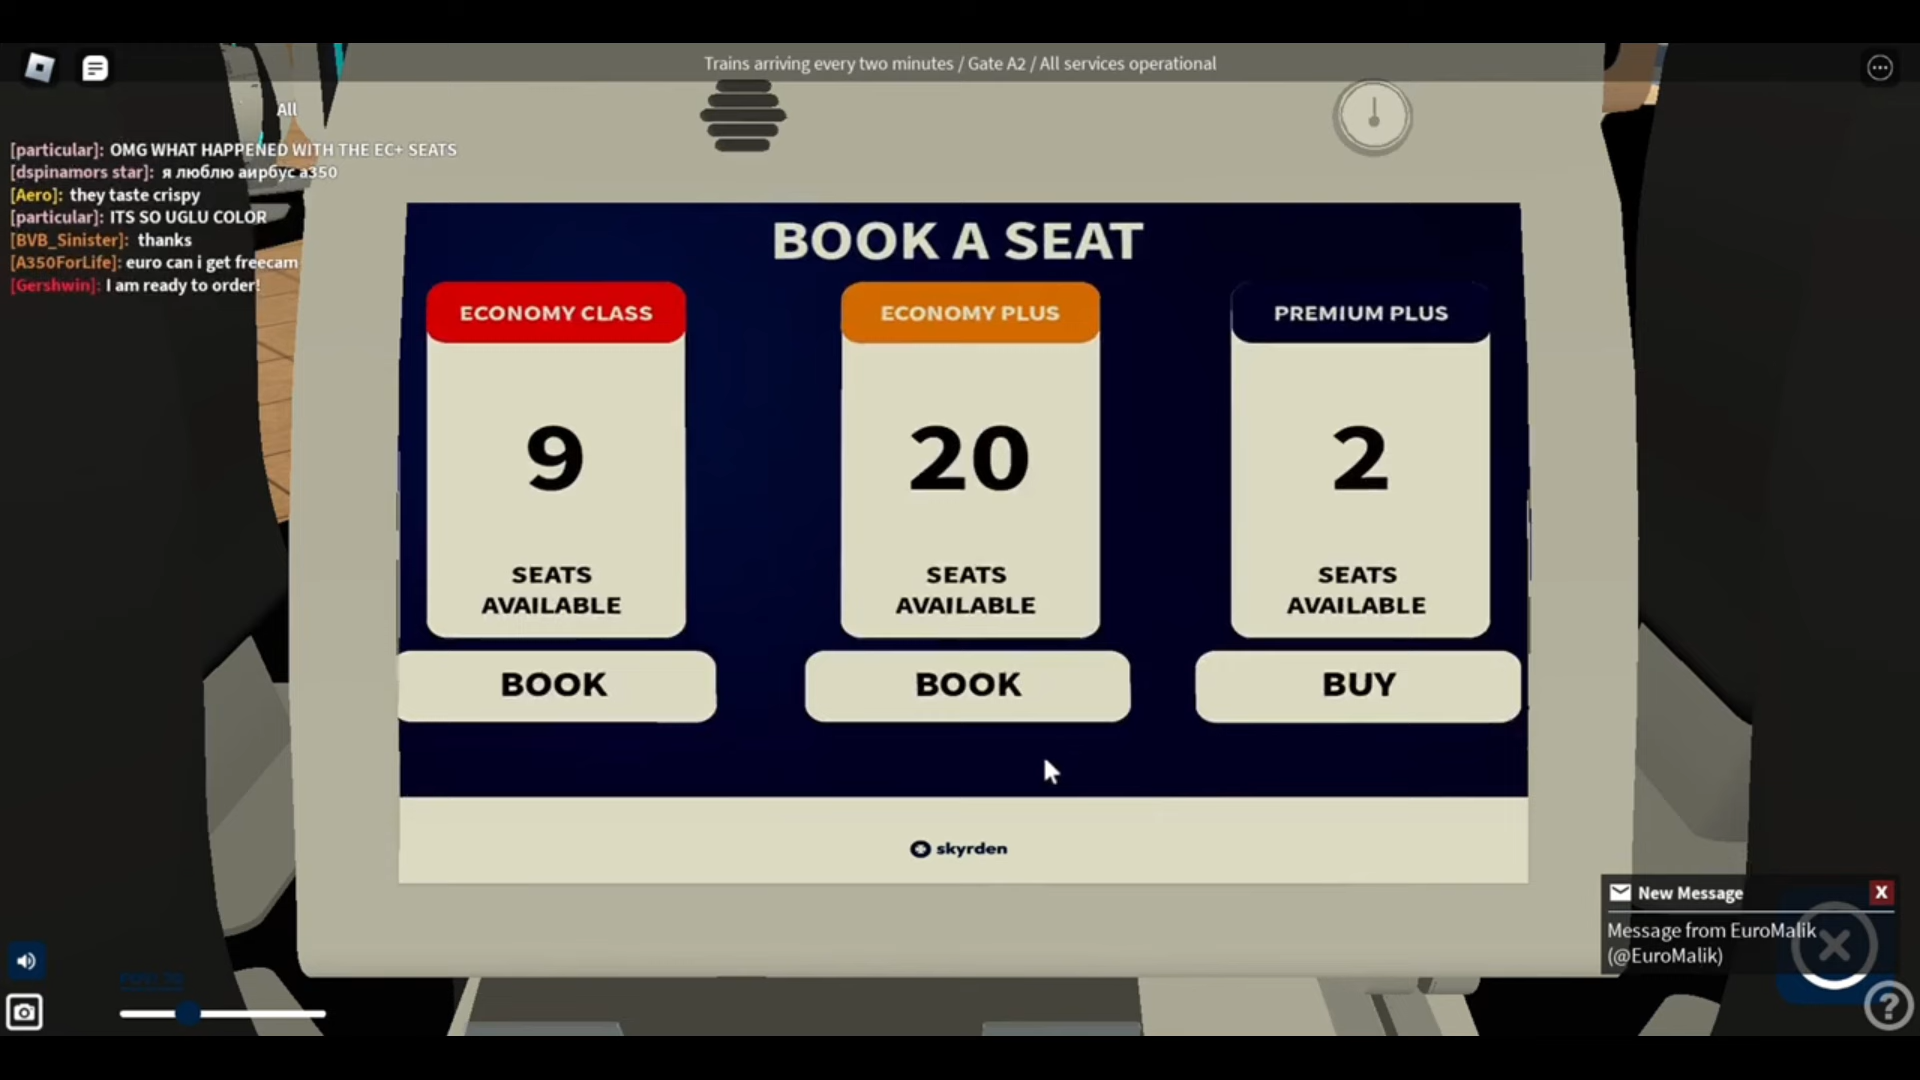 Trains arriving every two minutes / Gate A2 / All services operational
All
[particular]: OMG WHAT HAPPENED WITH THE EC+ SEATS
[dspinamors star]: я люблю аирбус а350
[Aero]: they taste crispy
[particular]: ITS SO UGLU COLOR
[BVB_Sinister]: thanks
[A350ForLife]: euro can i get freecam
[Gershwin]: I am ready to order!
BOOK A SEAT
ECONOMY CLASS
9
SEATS
AVAILABLE
BOOK
ECONOMY PLUS
20
SEATS
AVAILABLE
BOOK
PREMIUM PLUS
2
SEATS
AVAILABLE
BUY
skyrden
New Message
X
Message from EuroMalik
(@EuroMalik)